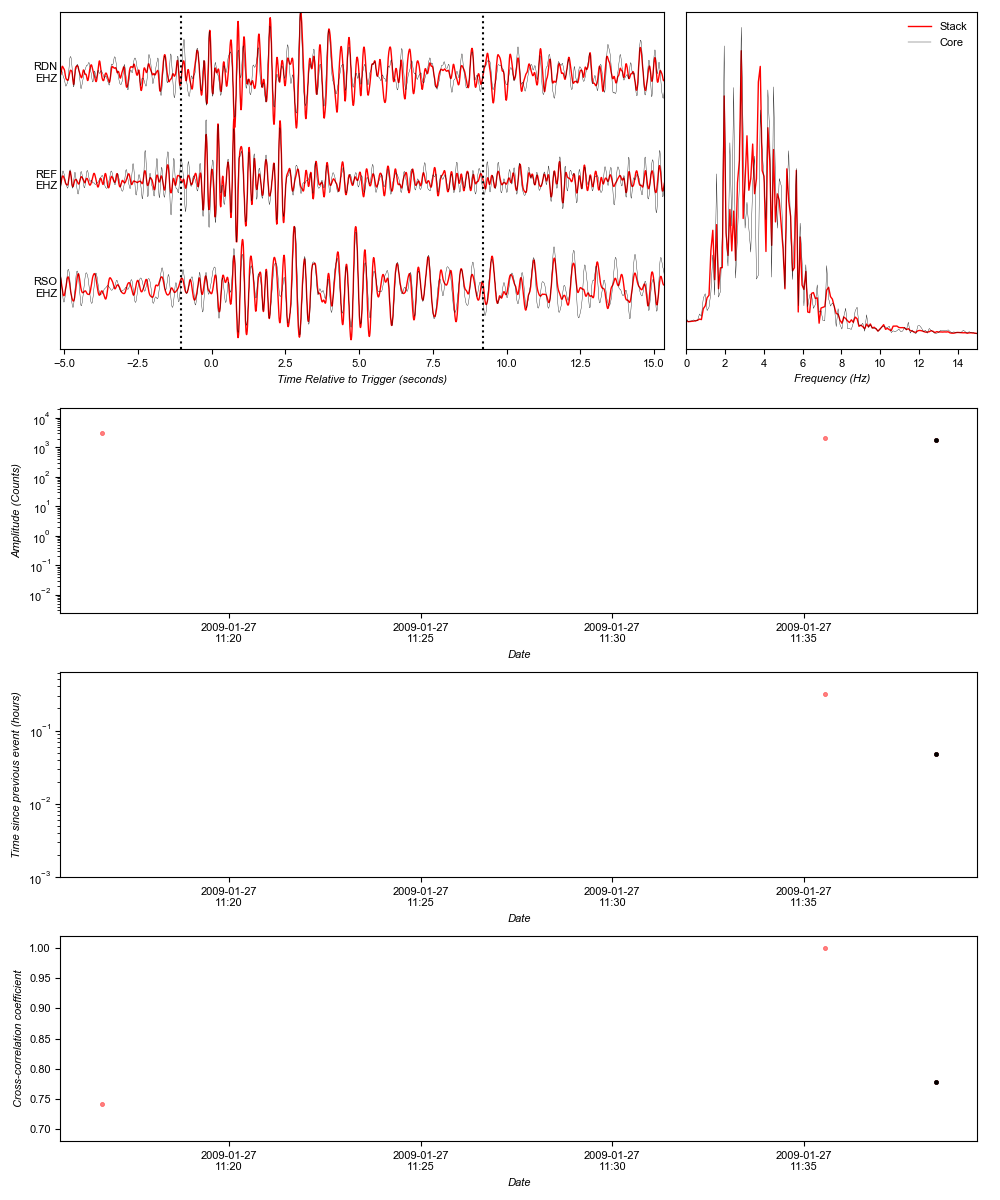 RDN
EHZ
REF
EHZ
RSO
EHZ
−5.0 −2.5 0.0 2.5 5.0 7.5 10.0 12.5 15.0
Time Relative to Trigger (seconds)
Stack
Core
0 2 4 6 8 10 12 14
Frequency (Hz)
10⁴
10³
10²
10¹
10⁰
10⁻¹
10⁻²
Amplitude (Counts)
2009-01-27 2009-01-27 2009-01-27 2009-01-27
11:20 11:25 11:30 11:35
Date
10⁻¹
10⁻²
10⁻³
Time since previous event (hours)
2009-01-27 2009-01-27 2009-01-27 2009-01-27
11:20 11:25 11:30 11:35
Date
1.00
0.95
0.90
0.85
0.80
0.75
0.70
Cross-correlation coefficient
2009-01-27 2009-01-27 2009-01-27 2009-01-27
11:20 11:25 11:30 11:35
Date